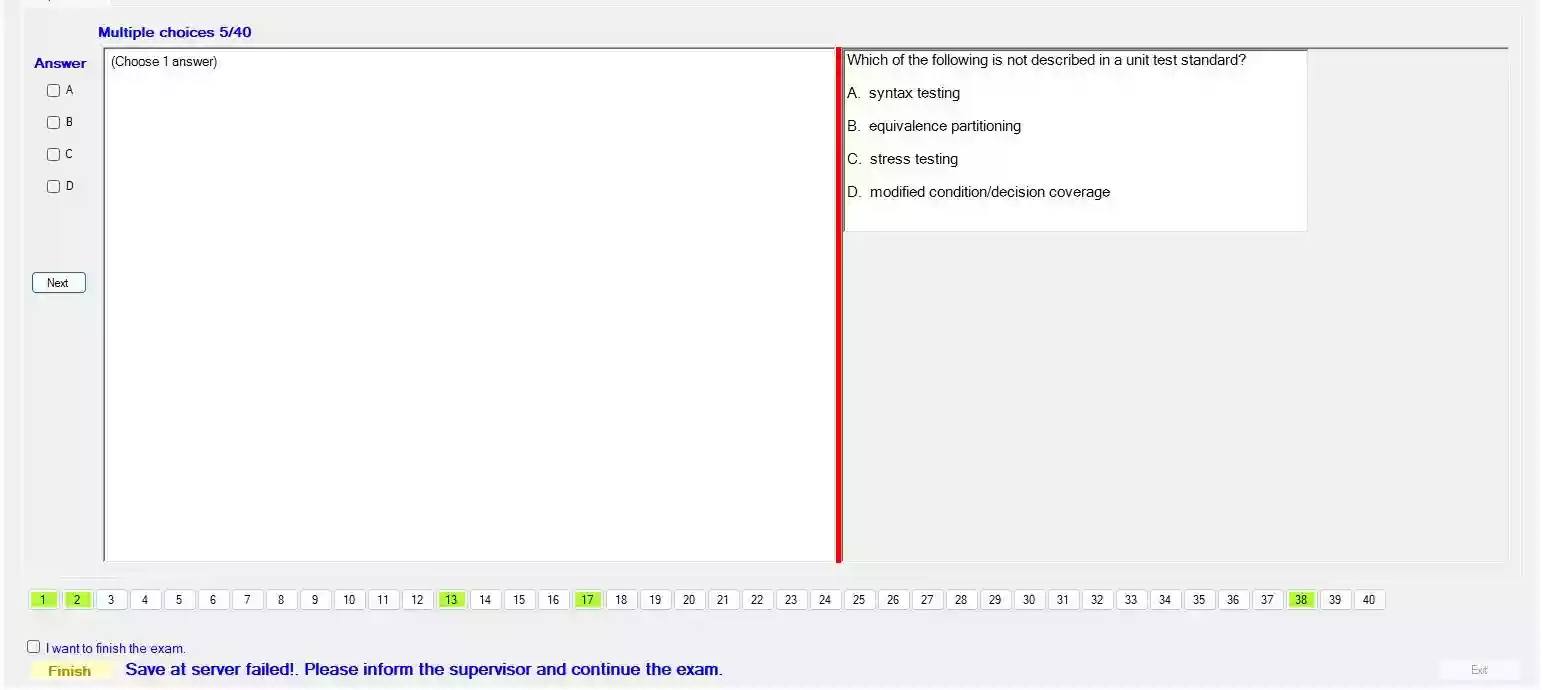 Multiple choices 5/40
Answer
(Choose 1 answer)
A
B
C
D
Next
Which of the following is not described in a unit test standard?
A. syntax testing
B. equivalence partitioning
C. stress testing
D. modified condition/decision coverage
1 2 3 4 5 6 7 8 9 10 11 12 13 14 15 16 17 18 19 20 21 22 23 24 25 26 27 28 29 30 31 32 33 34 35 36 37 38 39 40
I want to finish the exam.
Finish Save at server failed!. Please inform the supervisor and continue the exam.
Exit